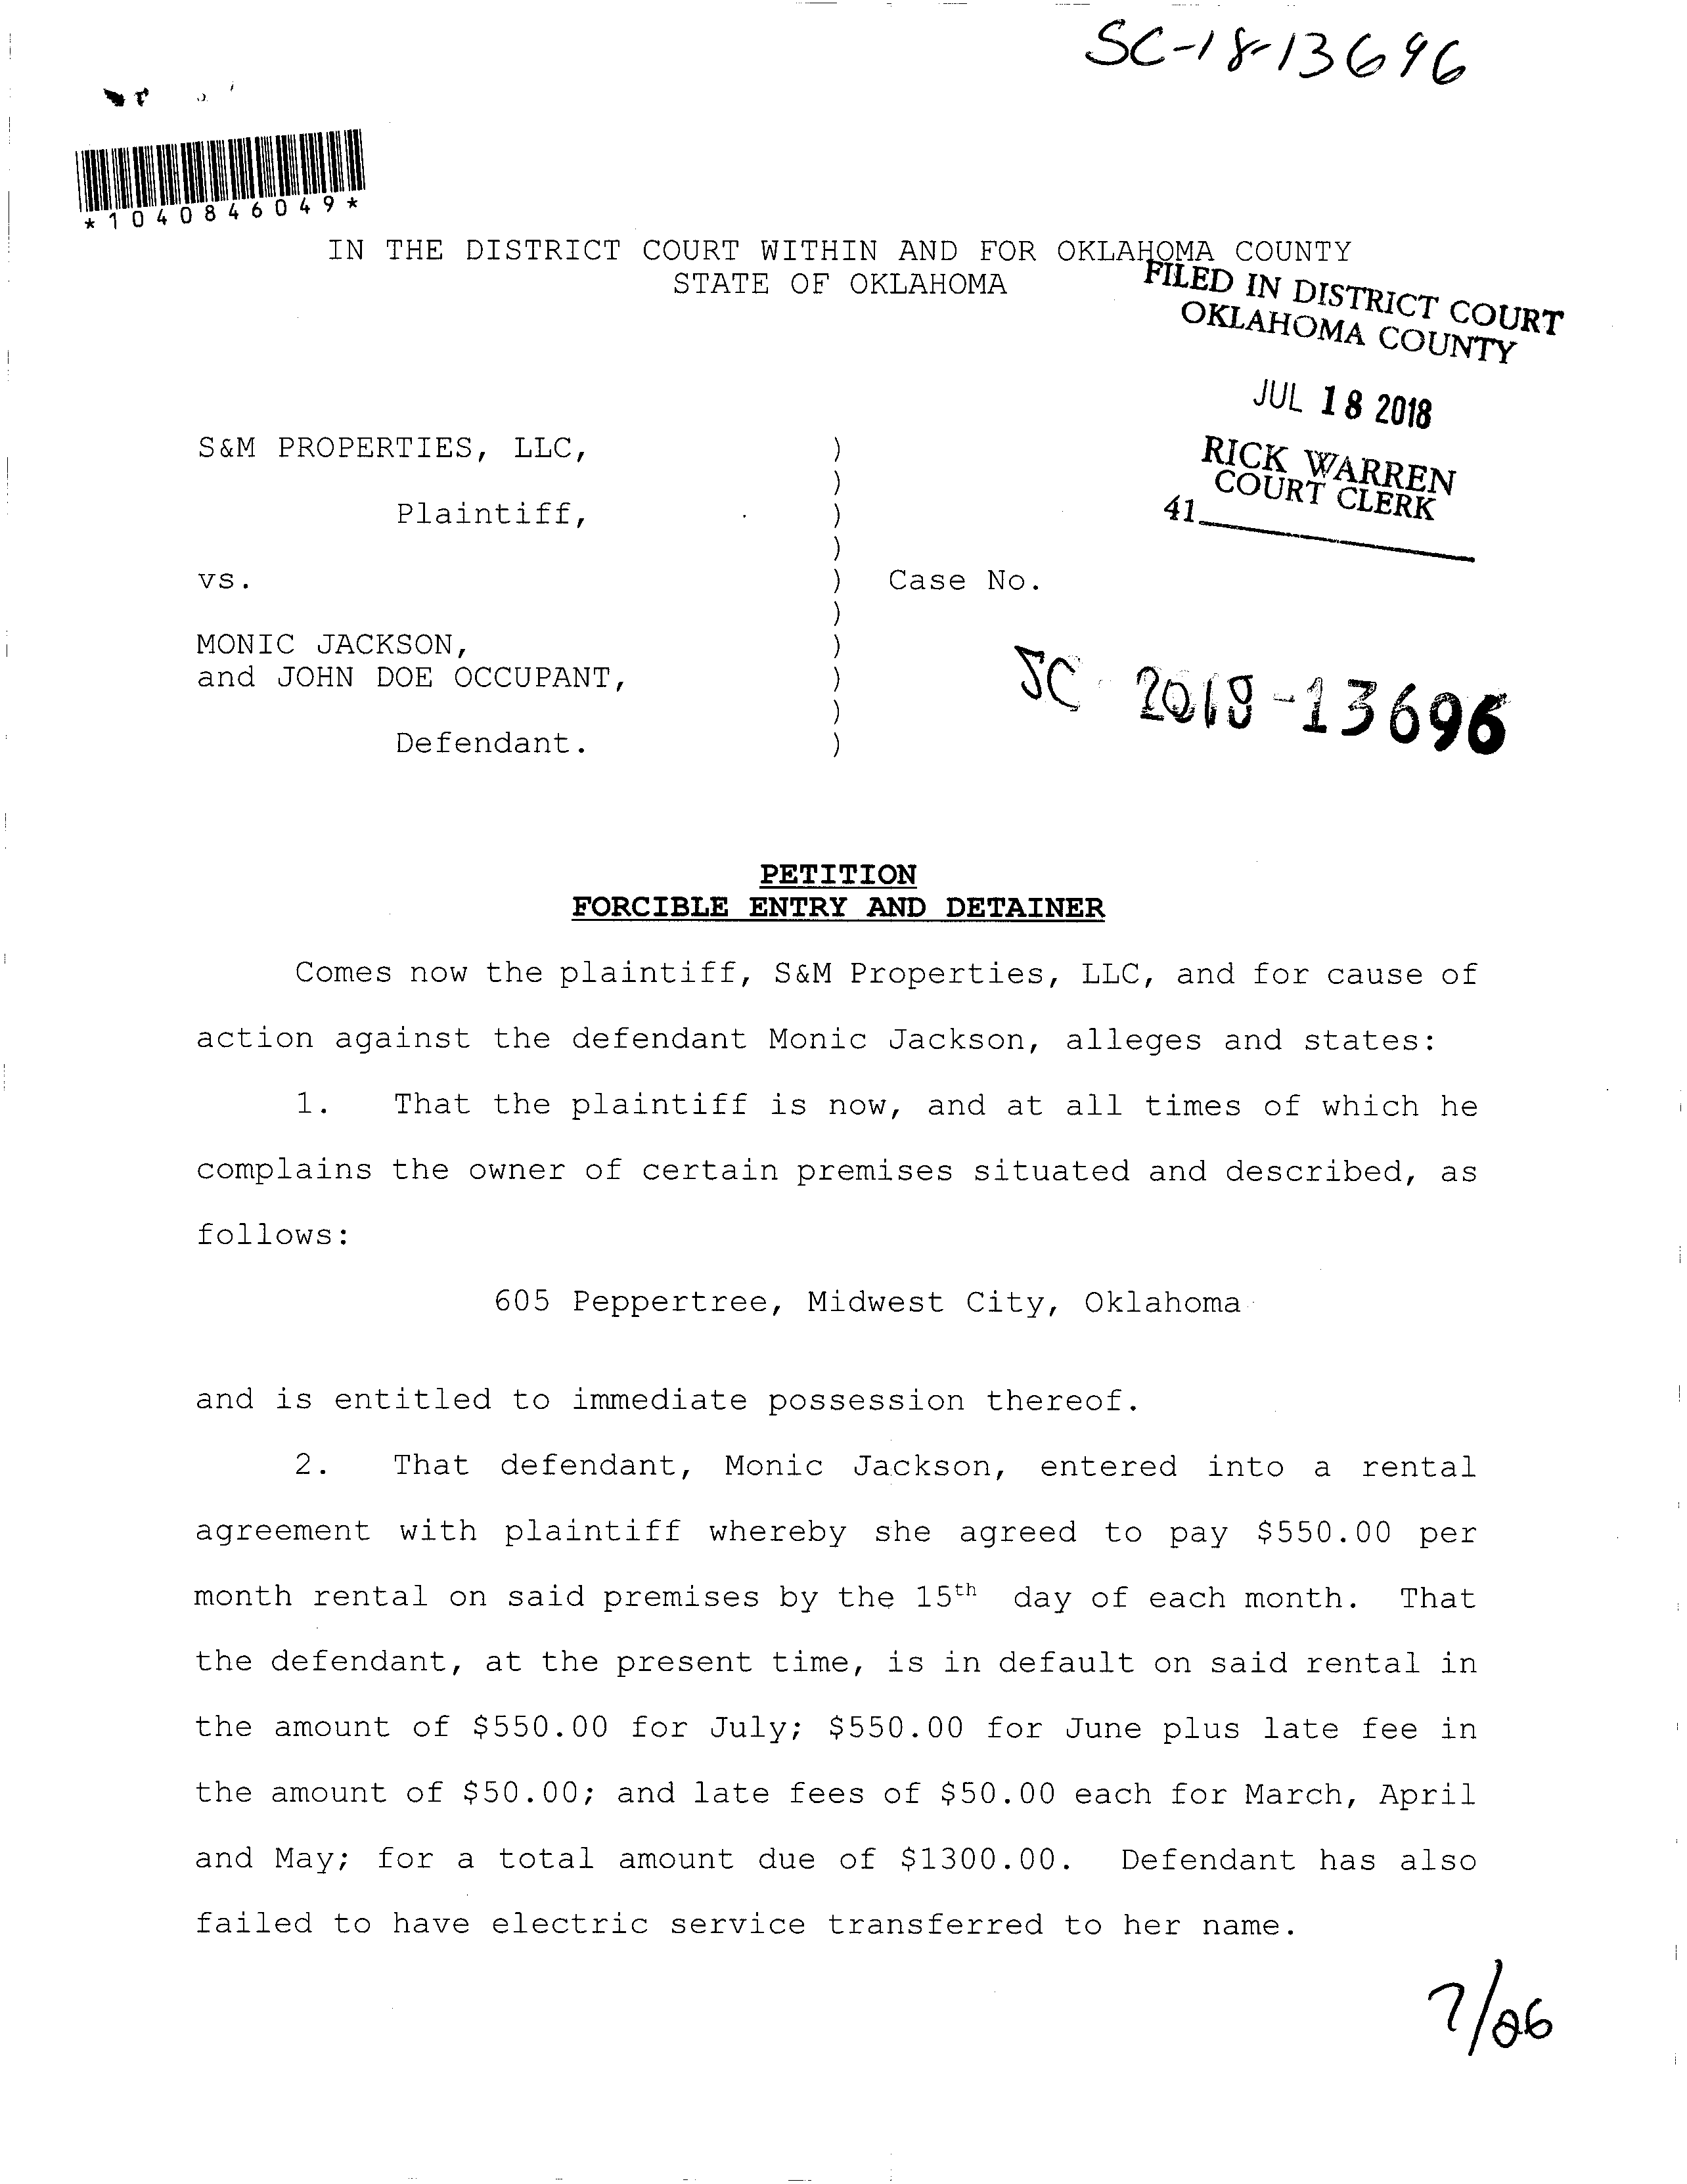 SC-18-13696
*1040846049*
IN THE DISTRICT COURT WITHIN AND FOR OKLAHOMA COUNTY
STATE OF OKLAHOMA
FILED IN DISTRICT COURT
OKLAHOMA COUNTY
JUL 18 2018
RICK WARREN
COURT CLERK
41
S&M PROPERTIES, LLC, )
)
Plaintiff, )
)
vs. ) Case No.
)
MONIC JACKSON, )
and JOHN DOE OCCUPANT, )
)
Defendant. )
SC 2018-13696
PETITION
FORCIBLE ENTRY AND DETAINER
Comes now the plaintiff, S&M Properties, LLC, and for cause of
action against the defendant Monic Jackson, alleges and states:
1. That the plaintiff is now, and at all times of which he
complains the owner of certain premises situated and described, as
follows:
605 Peppertree, Midwest City, Oklahoma
and is entitled to immediate possession thereof.
2. That defendant, Monic Jackson, entered into a rental
agreement with plaintiff whereby she agreed to pay $550.00 per
month rental on said premises by the 15th day of each month. That
the defendant, at the present time, is in default on said rental in
the amount of $550.00 for July; $550.00 for June plus late fee in
the amount of $50.00; and late fees of $50.00 each for March, April
and May; for a total amount due of $1300.00. Defendant has also
failed to have electric service transferred to her name.